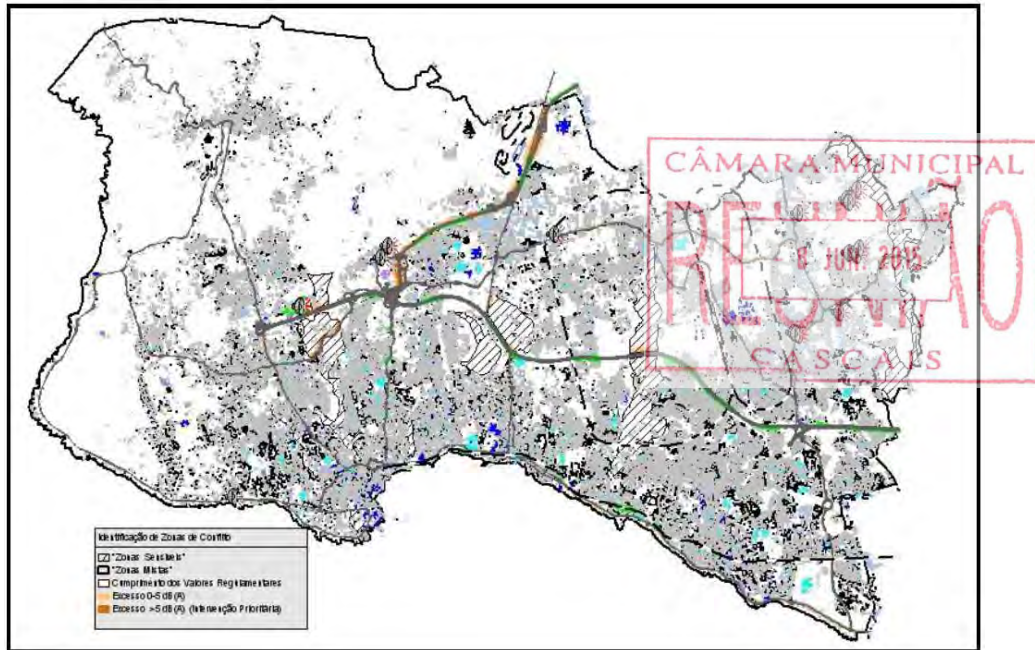 CÂMARA MUNICIPAL
REUNIÃO
8 JUN. 2015
CASCAIS
Identificação de Zonas de Conflito
"Zonas Sensíveis"
"Zonas Mistas"
Cumprimento dos Valores Regulamentares
Excesso 0-5 dB (A)
Excesso >5 dB (A) (Intervenção Prioritária)